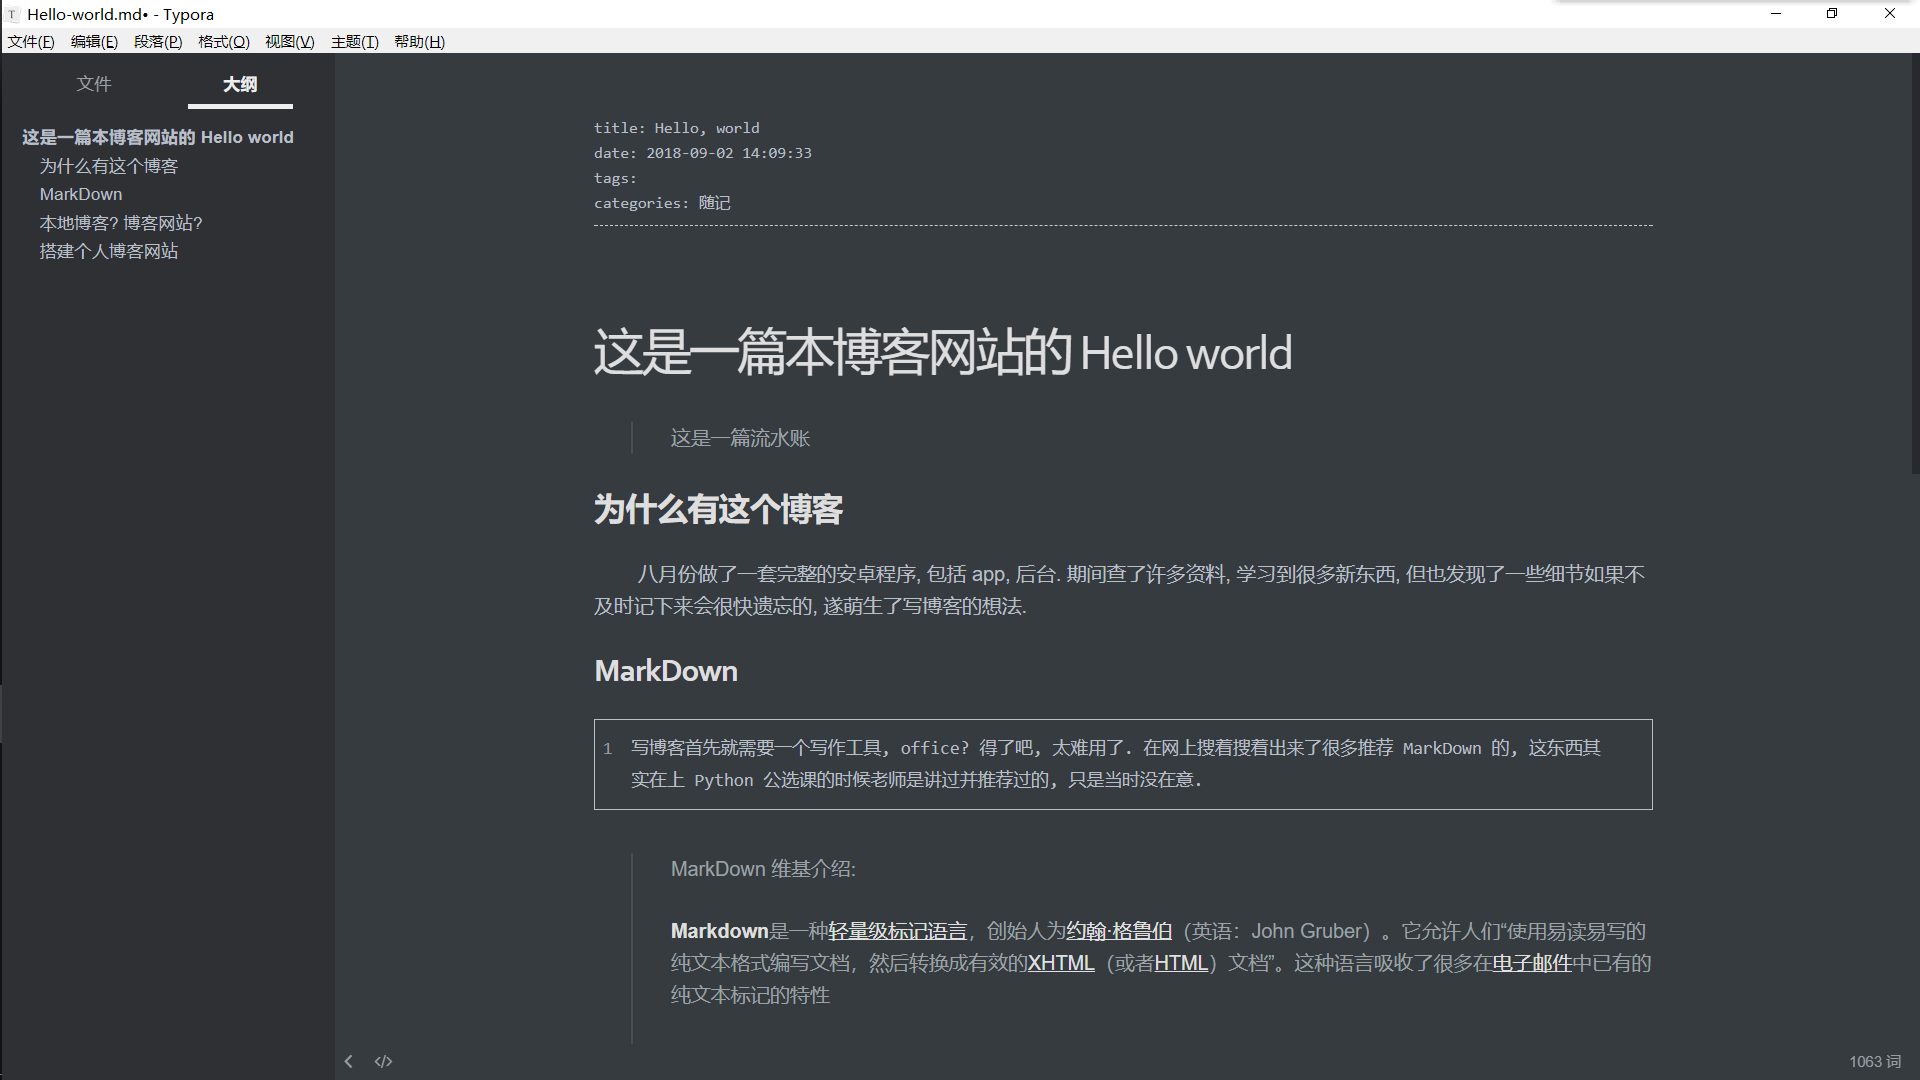 Hello-world.md• - Typora
文件(F) 编辑(E) 段落(P) 格式(O) 视图(V) 主题(T) 帮助(H)
文件 大纲
这是一篇本博客网站的 Hello world
为什么有这个博客
MarkDown
本地博客? 博客网站?
搭建个人博客网站
title: Hello, world
date: 2018-09-02 14:09:33
tags:
categories: 随记
这是一篇本博客网站的 Hello world
这是一篇流水账
为什么有这个博客
八月份做了一套完整的安卓程序, 包括 app, 后台. 期间查了许多资料, 学习到很多新东西, 但也发现了一些细节如果不
及时记下来会很快遗忘的, 遂萌生了写博客的想法.
MarkDown
1 写博客首先就需要一个写作工具, office? 得了吧, 太难用了. 在网上搜着搜着出来了很多推荐 MarkDown 的, 这东西其
实在上 Python 公选课的时候老师是讲过并推荐过的, 只是当时没在意.
MarkDown 维基介绍:
Markdown是一种轻量级标记语言，创始人为约翰·格鲁伯（英语：John Gruber）。它允许人们“使用易读易写的
纯文本格式编写文档，然后转换成有效的XHTML（或者HTML）文档”。这种语言吸收了很多在电子邮件中已有的
纯文本标记的特性
</>
1063 词